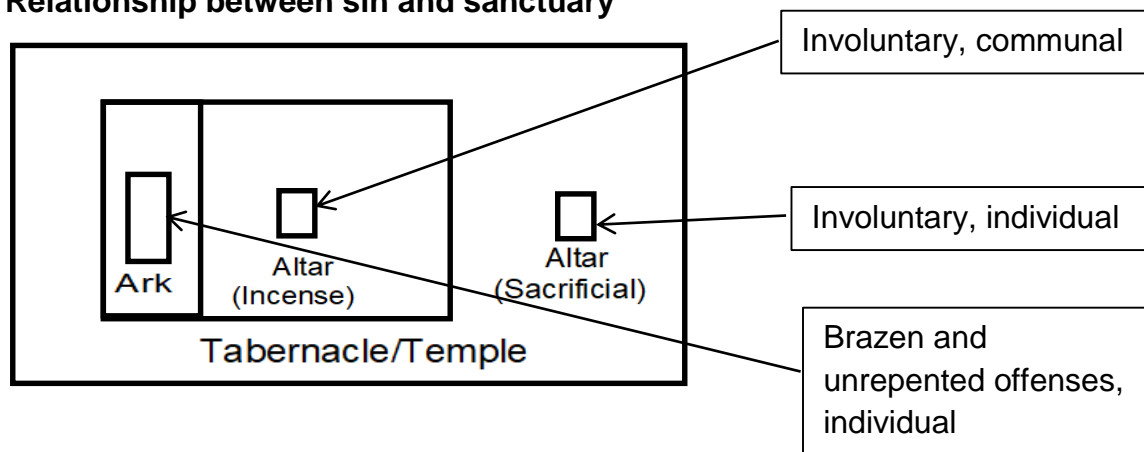 Relationship between sin and sanctuary
Involuntary, communal
Involuntary, individual
Ark
Altar
(Incense)
Altar
(Sacrificial)
Tabernacle/Temple
Brazen and
unrepented offenses,
individual